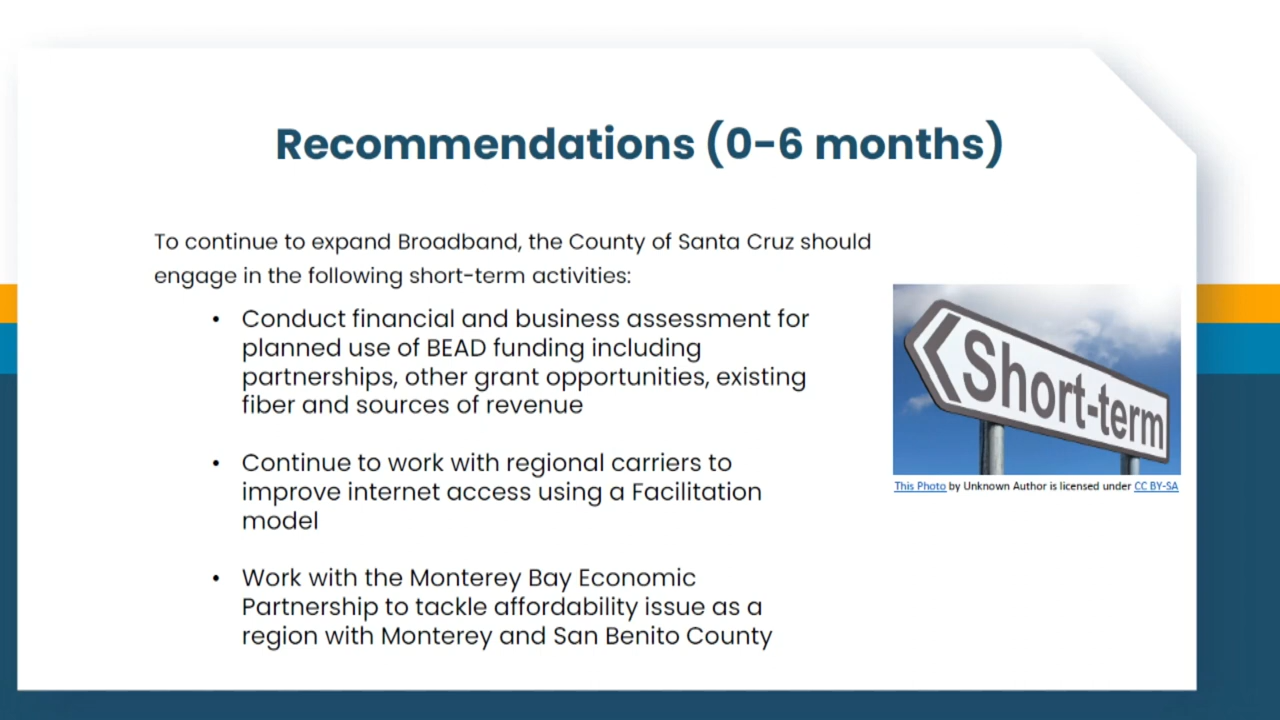 Recommendations (0-6 months)
To continue to expand Broadband, the County of Santa Cruz should
engage in the following short-term activities:
• Conduct financial and business assessment for
planned use of BEAD funding including
partnerships, other grant opportunities, existing
fiber and sources of revenue
• Continue to work with regional carriers to
improve internet access using a Facilitation
model
• Work with the Monterey Bay Economic
Partnership to tackle affordability issue as a
region with Monterey and San Benito County
Short-term
This Photo by Unknown Author is licensed under CC BY-SA